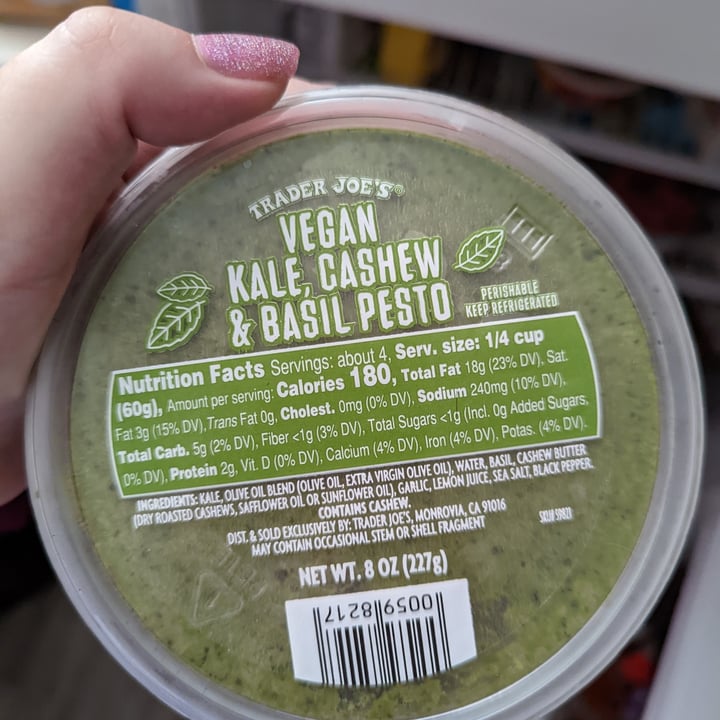 TRADER JOE'S®
VEGAN
KALE, CASHEW
& BASIL PESTO
PERISHABLE
KEEP REFRIGERATED
Nutrition Facts Servings: about 4, Serv. size: 1/4 cup
(60g), Amount per serving: Calories 180, Total Fat 18g (23% DV), Sat.
Fat 3g (15% DV), Trans Fat 0g, Cholest. 0mg (0% DV), Sodium 240mg (10% DV),
Total Carb. 5g (2% DV), Fiber <1g (3% DV), Total Sugars <1g (Incl. 0g Added Sugars,
0% DV), Protein 2g, Vit. D (0% DV), Calcium (4% DV), Iron (4% DV), Potas. (4% DV).
INGREDIENTS: KALE, OLIVE OIL BLEND (OLIVE OIL, EXTRA VIRGIN OLIVE OIL), WATER, BASIL, CASHEW BUTTER
(DRY ROASTED CASHEWS, SAFFLOWER OIL OR SUNFLOWER OIL), GARLIC, LEMON JUICE, SEA SALT, BLACK PEPPER.
CONTAINS CASHEW.
DIST. & SOLD EXCLUSIVELY BY: TRADER JOE'S, MONROVIA, CA 91016
MAY CONTAIN OCCASIONAL STEM OR SHELL FRAGMENT
NET WT. 8 OZ (227g)
0059 8217